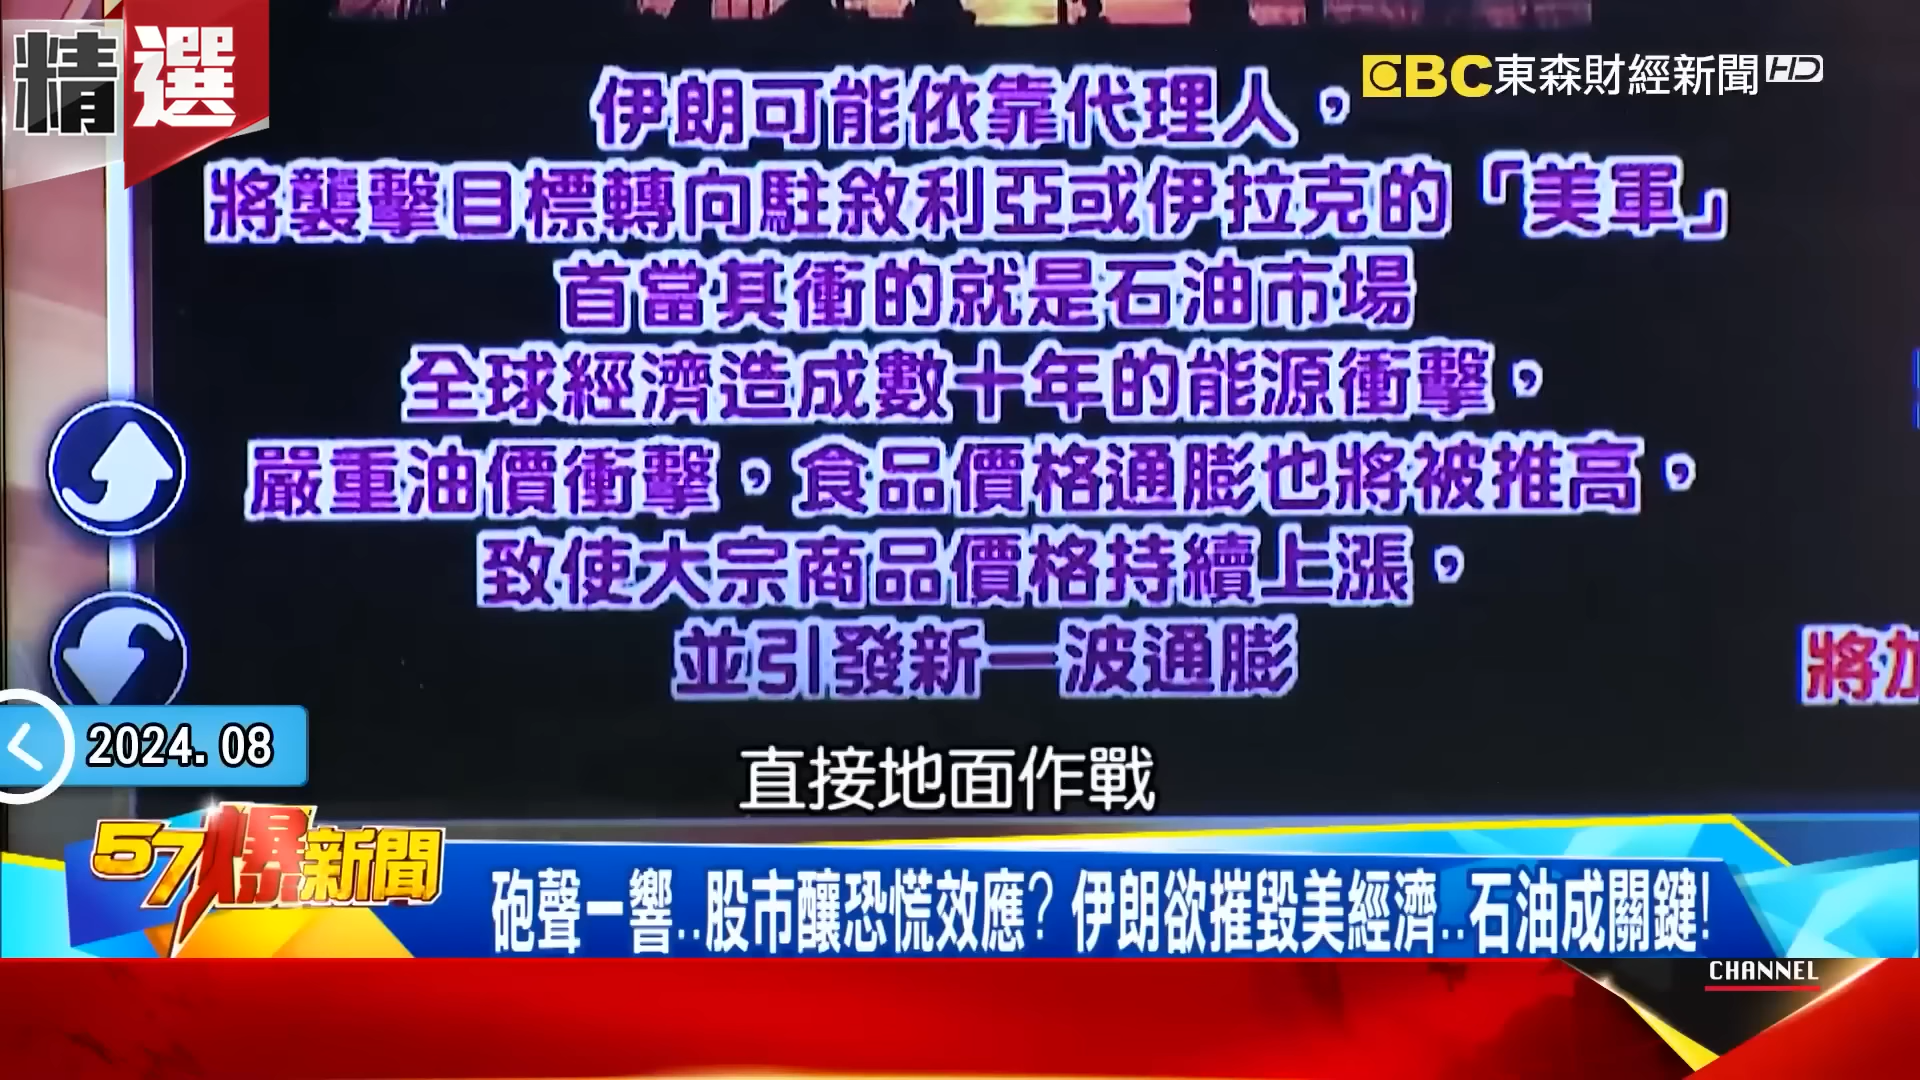 精選
EBC東森財經新聞HD
伊朗可能依靠代理人，
將襲擊目標轉向駐敘利亞或伊拉克的「美軍」
首當其衝的就是石油市場
全球經濟造成數十年的能源衝擊，
嚴重油價衝擊，食品價格通膨也將被推高，
致使大宗商品價格持續上漲，
並引發新一波通膨
將加
2024.08
直接地面作戰
57爆新聞
砲聲一響..股市釀恐慌效應? 伊朗欲摧毀美經濟..石油成關鍵!
CHANNEL